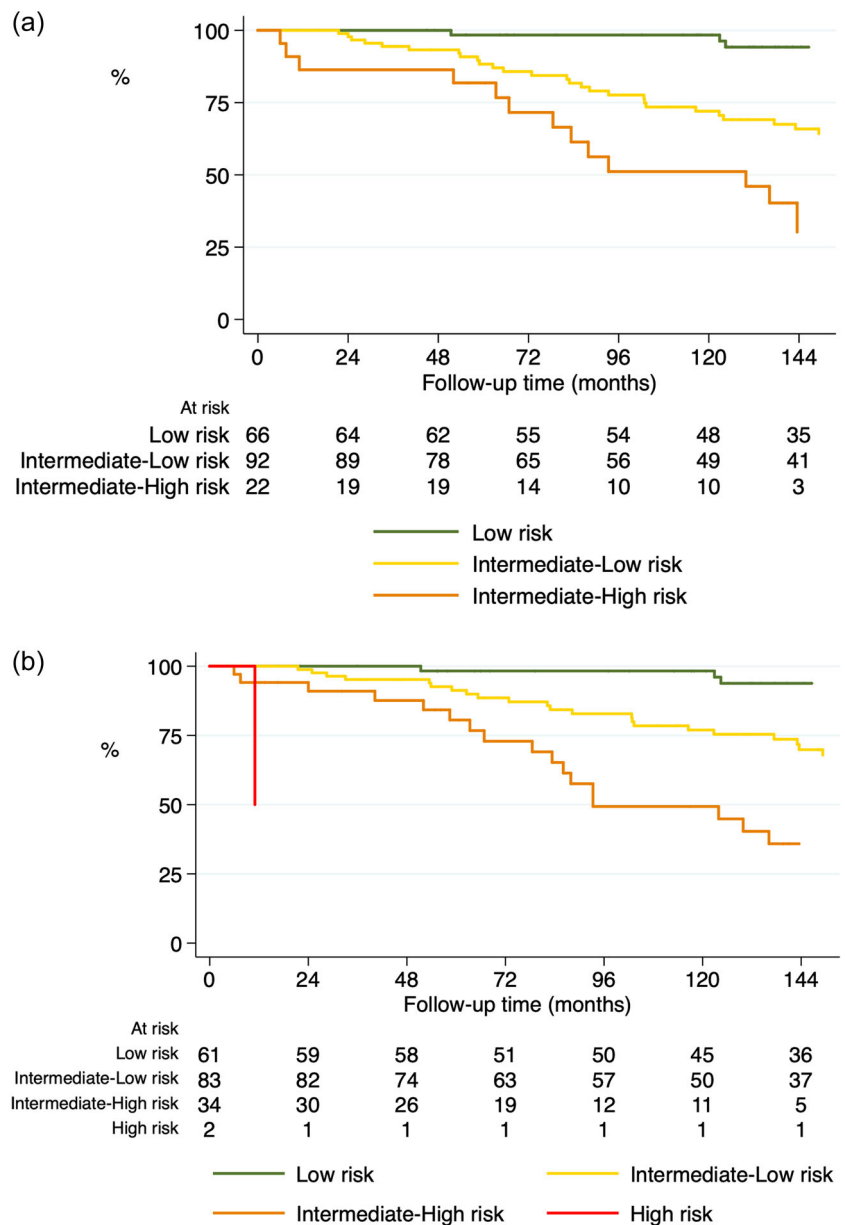 (a)
100
%
75
50
25
0
0 24 48 72 96 120 144
Follow-up time (months)
At risk
Low risk 66 64 62 55 54 48 35
Intermediate-Low risk 92 89 78 65 56 49 41
Intermediate-High risk 22 19 19 14 10 10 3
Low risk
Intermediate-Low risk
Intermediate-High risk
(b)
100
75
%
50
25
0
0 24 48 72 96 120 144
Follow-up time (months)
At risk
Low risk 61 59 58 51 50 45 36
Intermediate-Low risk 83 82 74 63 57 50 37
Intermediate-High risk 34 30 26 19 12 11 5
High risk 2 1 1 1 1 1 1
Low risk Intermediate-Low risk
Intermediate-High risk High risk